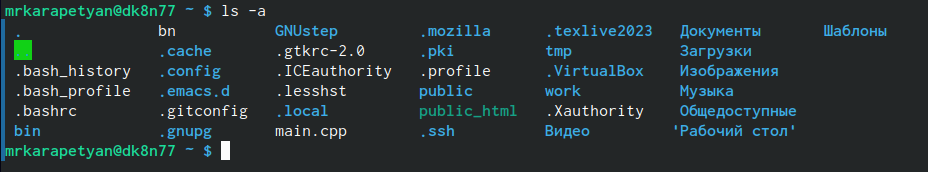 mrkarapetyan@dk8n77 ~ $ ls -a
. bn GNUstep .mozilla .texlive2023 Документы Шаблоны
.cache .gtkrc-2.0 .pki tmp Загрузки
.bash_history .config .ICEauthority .profile .VirtualBox Изображения
.bash_profile .emacs.d .lesshst public work Музыка
.bashrc .gitconfig .local public_html .Xauthority Общедоступные
bin .gnupg main.cpp .ssh Видео 'Рабочий стол'
mrkarapetyan@dk8n77 ~ $